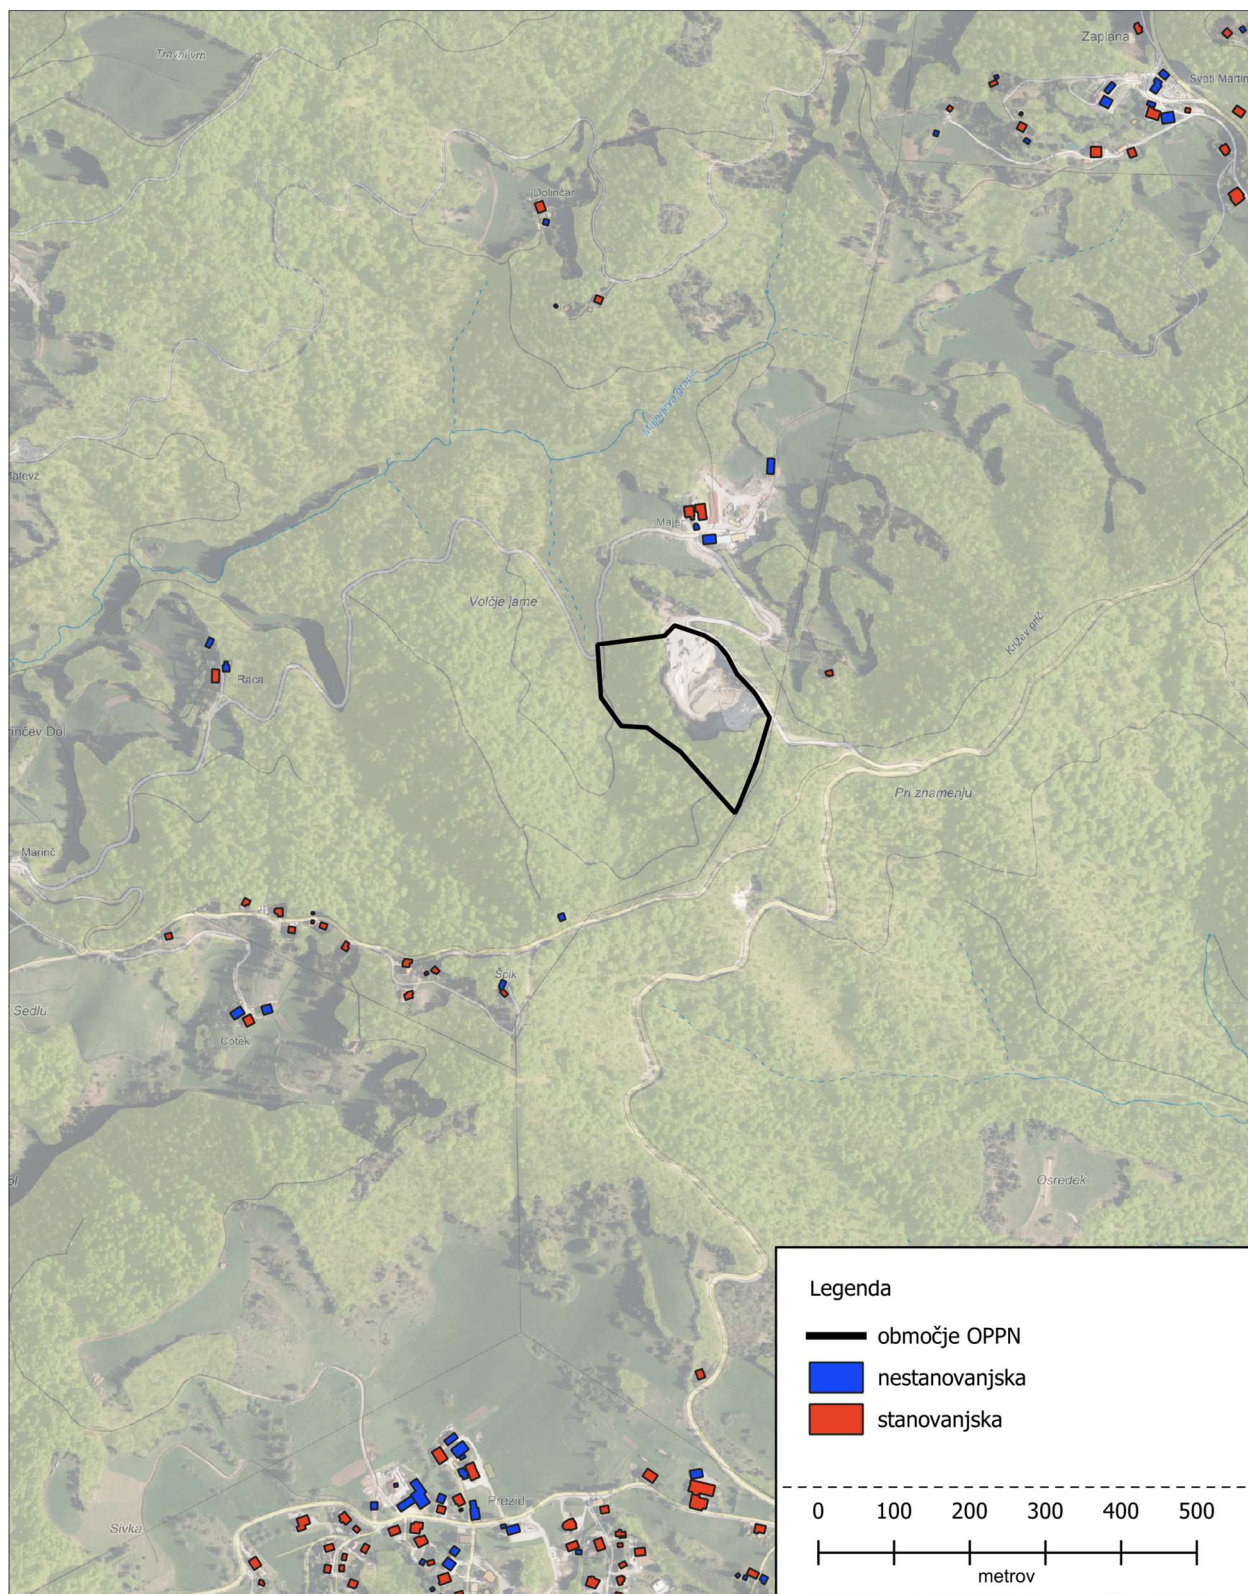 Travni vrh
Zaplana
Sveti Martin
Dolinčar
Majer
Volčje jame
Križev grič
Raca
Pri znamenju
Marinč
Špik
Sedlu
Cotek
Osredek
Prezid
Sivka
Legenda
območje OPPN
nestanovanjska
stanovanjska
0 100 200 300 400 500
metrov